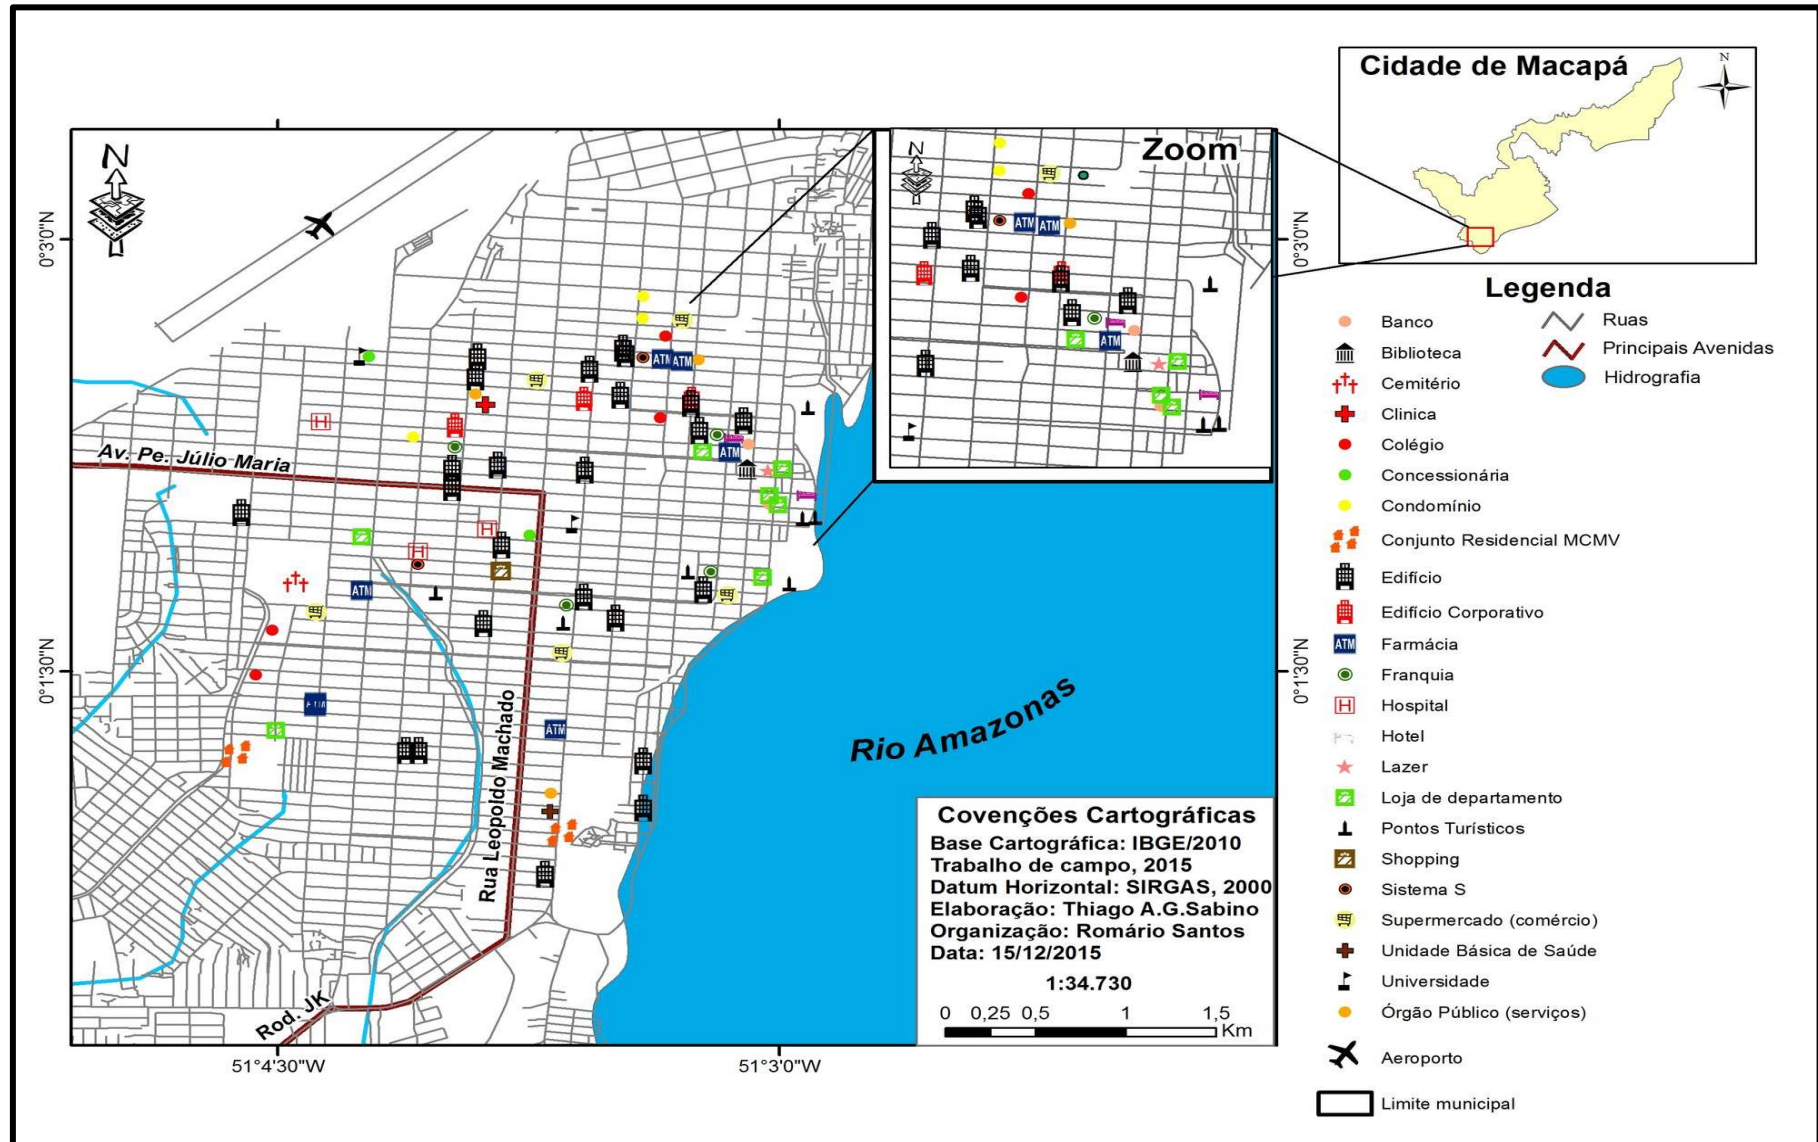 Cidade de Macapá
N
N
Zoom
N
0°3'0"N
0°3'0"N
Av. Pe. Júlio Maria
0°1'30"N
0°1'30"N
Rua Leopoldo Machado
Rio Amazonas
Rod. JK
51°4'30"W
51°3'0"W
ATM
ATM
ATM
ATM
ATM
ATM
ATM
ATM
H
H
H
Covenções Cartográficas
Base Cartográfica: IBGE/2010
Trabalho de campo, 2015
Datum Horizontal: SIRGAS, 2000
Elaboração: Thiago A.G.Sabino
Organização: Romário Santos
Data: 15/12/2015
1:34.730
0 0,25 0,5 1 1,5
Km
Legenda
Banco
Biblioteca
Cemitério
Clinica
Colégio
Concessionária
Condomínio
Conjunto Residencial MCMV
Edifício
Edifício Corporativo
ATM Farmácia
Franquia
H Hospital
Hotel
Lazer
Loja de departamento
Pontos Turísticos
Shopping
Sistema S
Supermercado (comércio)
Unidade Básica de Saúde
Universidade
Órgão Público (serviços)
Aeroporto
Limite municipal
Ruas
Principais Avenidas
Hidrografia